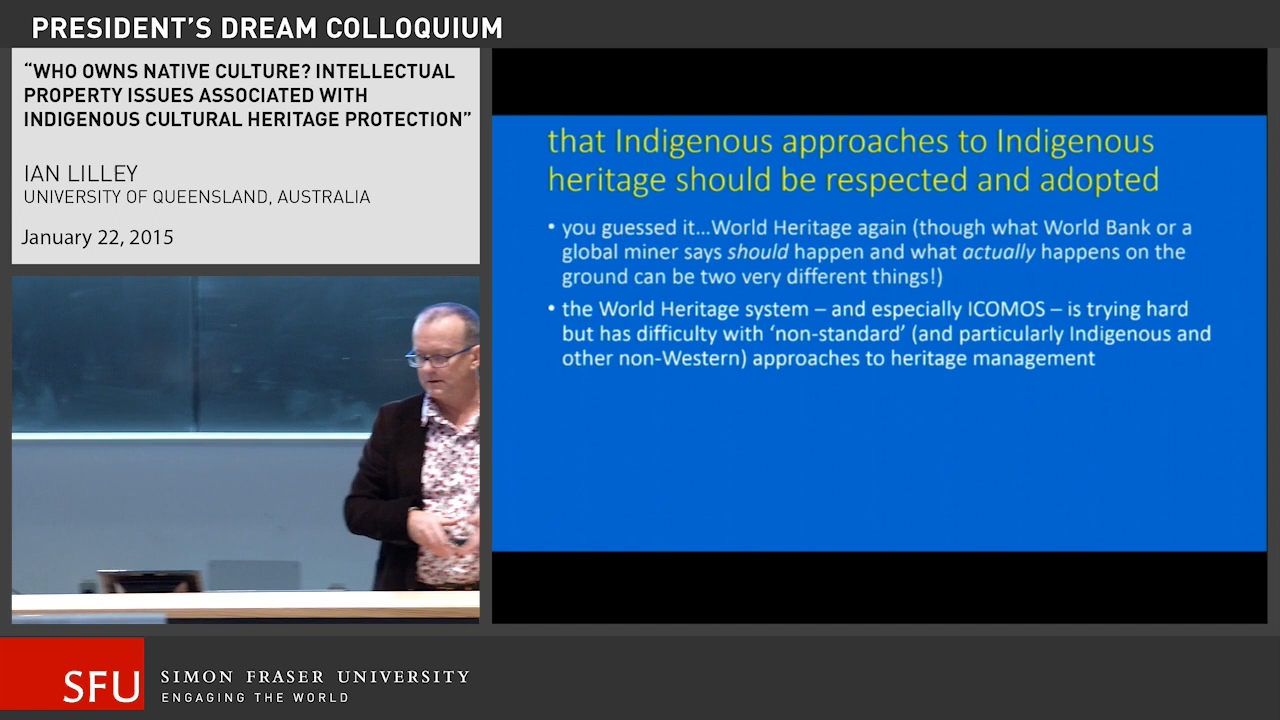 PRESIDENT'S DREAM COLLOQUIUM
“WHO OWNS NATIVE CULTURE? INTELLECTUAL
PROPERTY ISSUES ASSOCIATED WITH
INDIGENOUS CULTURAL HERITAGE PROTECTION”
IAN LILLEY
UNIVERSITY OF QUEENSLAND, AUSTRALIA
January 22, 2015
that Indigenous approaches to Indigenous
heritage should be respected and adopted
• you guessed it...World Heritage again (though what World Bank or a
global miner says should happen and what actually happens on the
ground can be two very different things!)
• the World Heritage system – and especially ICOMOS – is trying hard
but has difficulty with ‘non-standard’ (and particularly Indigenous and
other non-Western) approaches to heritage management
SFU
SIMON FRASER UNIVERSITY
ENGAGING THE WORLD